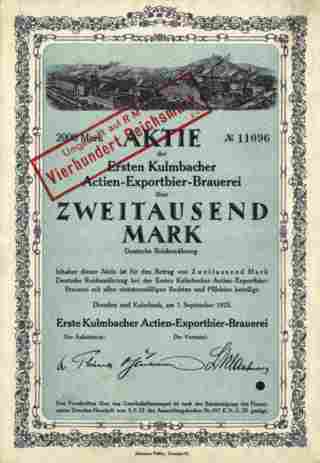 2000 Mark AKTIE № 11096
der
Ersten Kulmbacher
Actien-Exportbier-Brauerei
über
ZWEITAUSEND
MARK
Deutsche Reichswährung
Ungestellt auf R.M.
Vierhundert Reichsmark
Inhaber dieser Aktie ist für den Betrag von Zweitausend Mark
Deutsche Reichswährung bei der Ersten Kulmbacher Actien-Exportbier-
Brauerei mit allen statutenmäßigen Rechten und Pflichten beteiligt.
Dresden und Kulmbach, am 1. September 1923.
Erste Kulmbacher Actien-Exportbier-Brauerei
Der Aufsichtsrat: Der Vorstand: